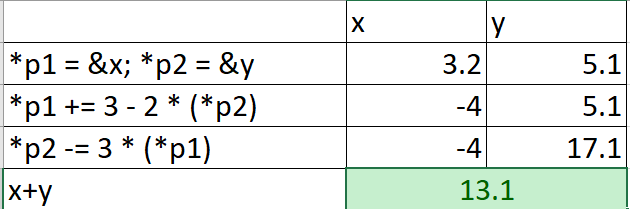 x y
*p1 = &x; *p2 = &y 3.2 5.1
*p1 += 3 - 2 * (*p2) -4 5.1
*p2 -= 3 * (*p1) -4 17.1
x+y 13.1